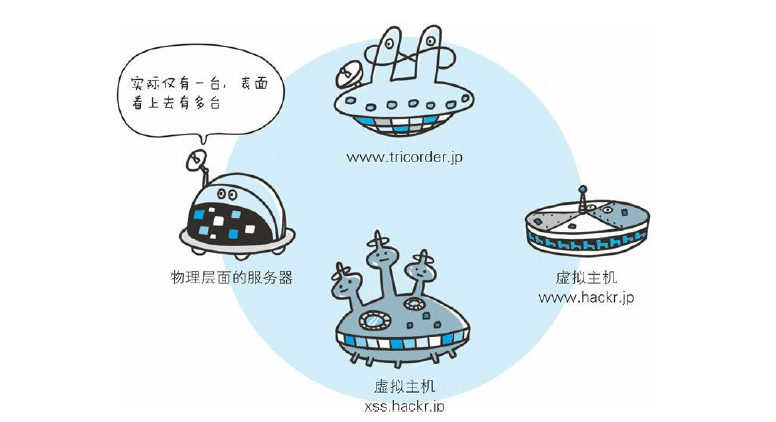 实际仅有一台，表面
看上去有多台
www.tricorder.jp
物理层面的服务器
虚拟主机
www.hackr.jp
虚拟主机
xss.hackr.jp